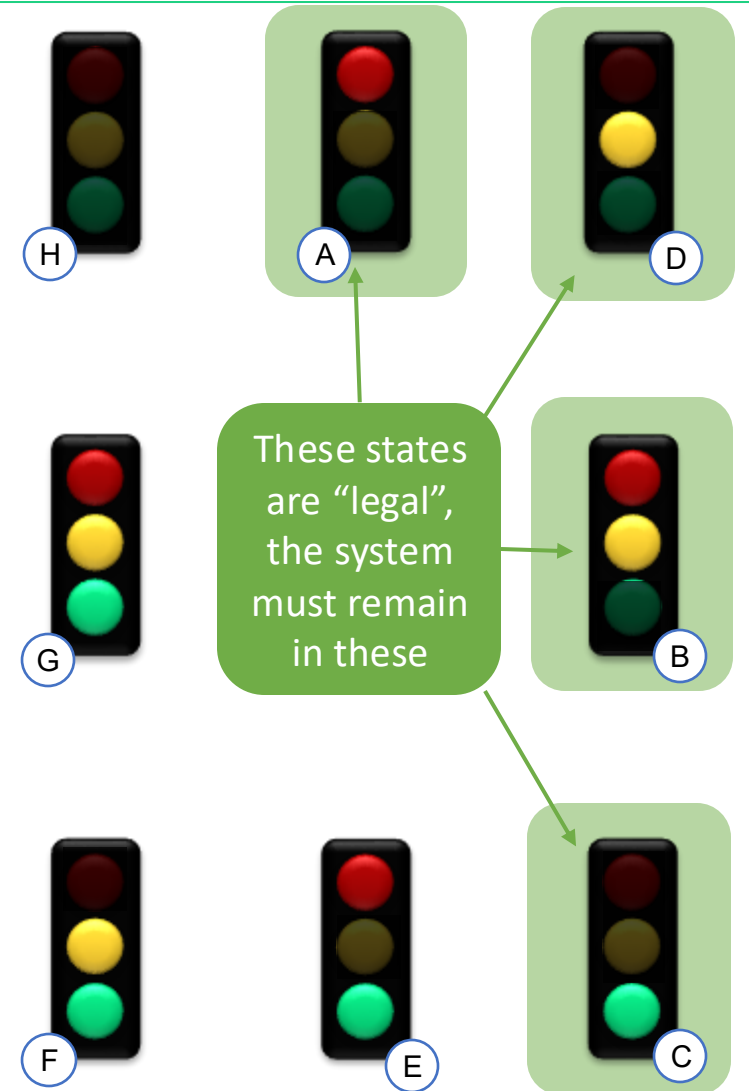 H
A
D
These states
are “legal”,
the system
must remain
in these
G
B
F
E
C